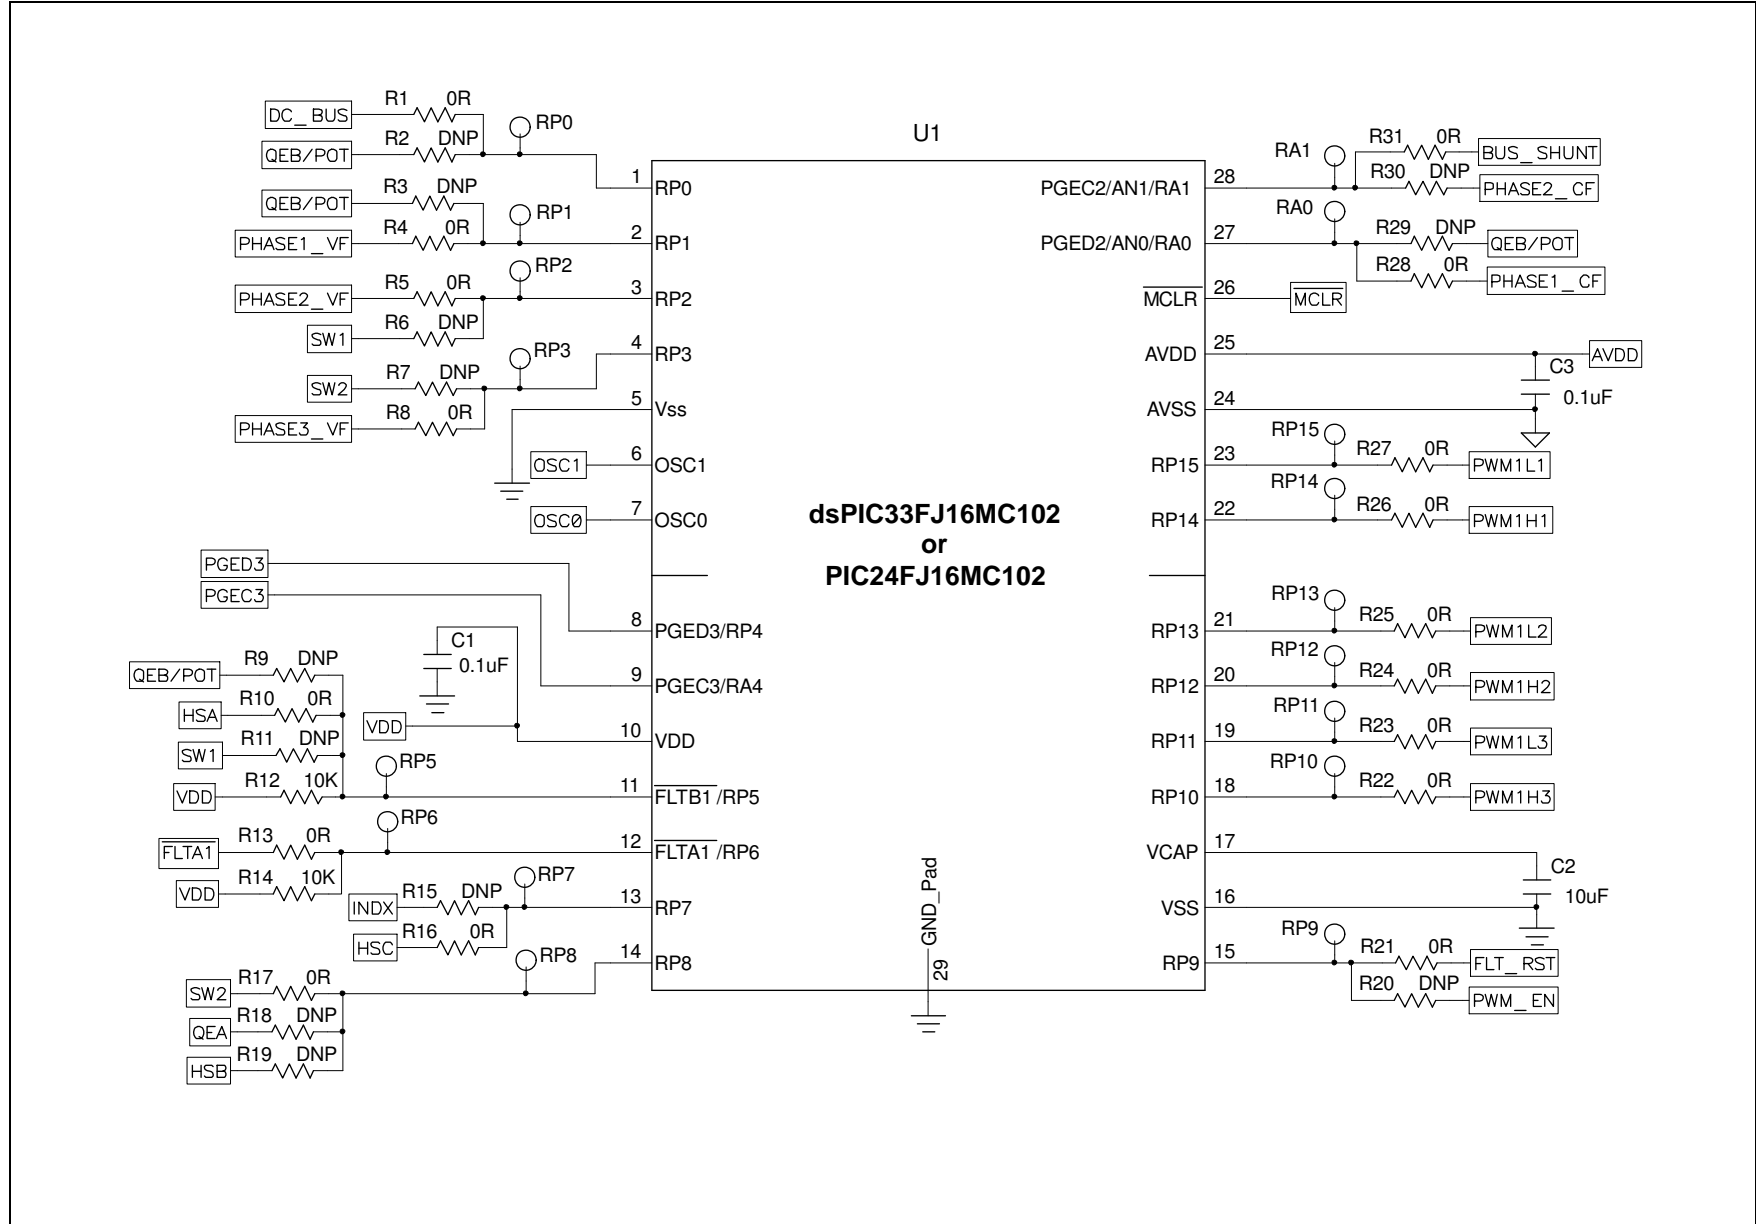 U1
dsPIC33FJ16MC102
or
PIC24FJ16MC102
DC_BUS R1 0R
QEB/POT R2 DNP RP0
1 RP0
QEB/POT R3 DNP
PHASE1_VF R4 0R RP1
2 RP1
PHASE2_VF R5 0R RP2
3 RP2
SW1 R6 DNP
SW2 R7 DNP RP3
4 RP3
PHASE3_VF R8 0R
5 Vss
OSC1 6 OSC1
OSC0 7 OSC0
PGED3
PGEC3
8 PGED3/RP4
C1
0.1uF
9 PGEC3/RA4
QEB/POT R9 DNP
HSA R10 0R
VDD 10 VDD
SW1 R11 DNP
VDD R12 10K RP5
11 FLTB1 /RP5
FLTA1 R13 0R RP6
12 FLTA1 /RP6
VDD R14 10K
INDX R15 DNP RP7
13 RP7
HSC R16 0R
14 RP8
SW2 R17 0R RP8
QEA R18 DNP
HSB R19 DNP
GND_Pad
29
RA1 R31 0R BUS_SHUNT
PGEC2/AN1/RA1 28 R30 DNP PHASE2_CF
RA0
PGED2/AN0/RA0 27 R29 DNP QEB/POT
R28 0R PHASE1_CF
MCLR 26 MCLR
AVDD 25 AVDD
C3
0.1uF
AVSS 24
RP15
RP15 23 R27 0R PWM1L1
RP14
RP14 22 R26 0R PWM1H1
RP13
RP13 21 R25 0R PWM1L2
RP12
RP12 20 R24 0R PWM1H2
RP11
RP11 19 R23 0R PWM1L3
RP10
RP10 18 R22 0R PWM1H3
VCAP 17
C2
10uF
VSS 16
RP9
RP9 15 R21 0R FLT_RST
R20 DNP PWM_EN